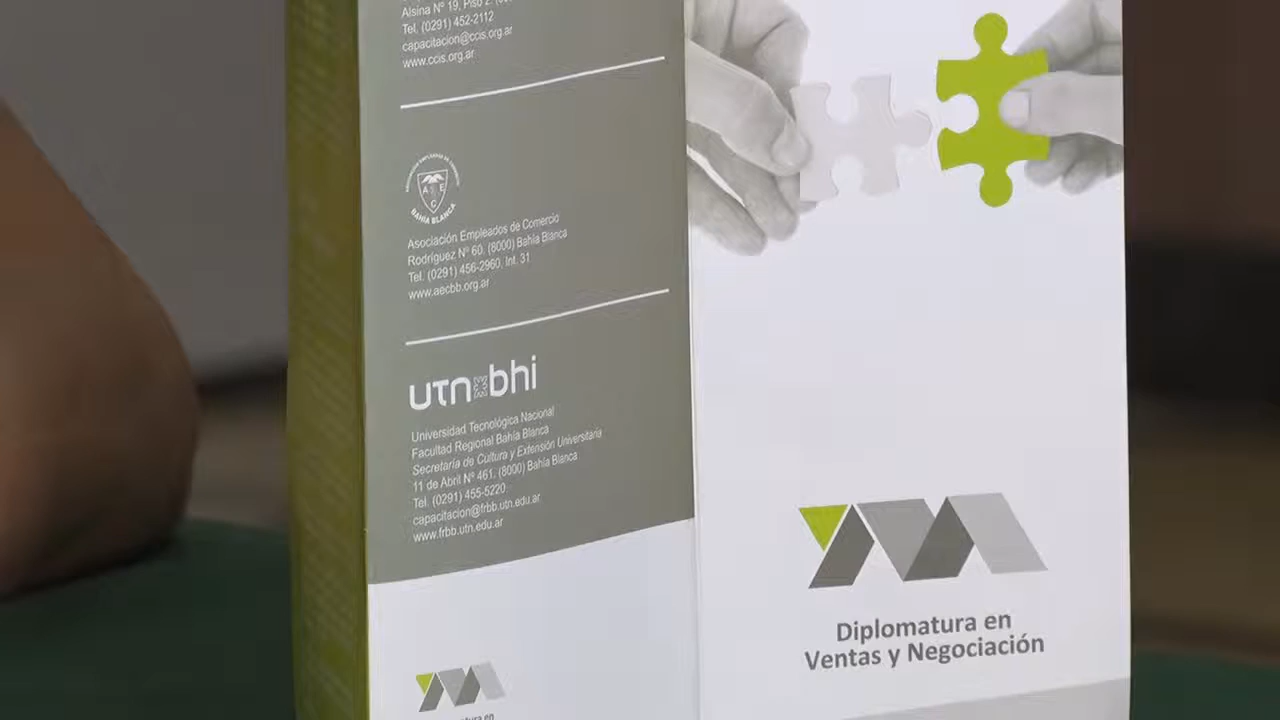 Alsina Nº 19, Piso 2.
Tel. (0291) 452-2112
capacitacion@ccis.org.ar
www.ccis.org.ar
ASOCIACION EMPLEADOS DE COMERCIO
A E
C
BAHÍA BLANCA
Asociación Empleados de Comercio
Rodríguez Nº 60. (8000) Bahía Blanca
Tel. (0291) 456-2960. Int. 31
www.aecbb.org.ar
utn bhi
Universidad Tecnológica Nacional
Facultad Regional Bahía Blanca
Secretaría de Cultura y Extensión Universitaria
11 de Abril Nº 461. (8000) Bahía Blanca
Tel. (0291) 455-5220
capacitacion@frbb.utn.edu.ar
www.frbb.utn.edu.ar
Diplomatura en
Ventas y Negociación